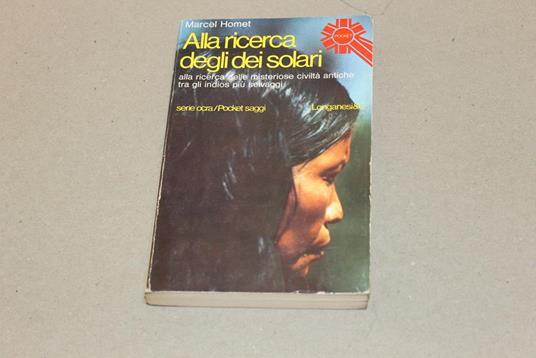 Marcel Homet
POCKET
Alla ricerca
degli dei solari
alla ricerca delle misteriose civiltà antiche
tra gli indios più selvaggi
serie ocra/Pocket saggi
Longanesi &